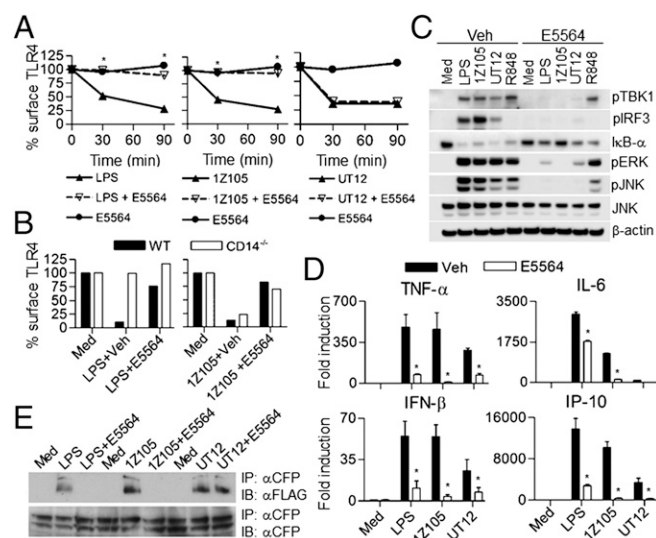 A
% surface TLR4
125
100
75
50
25
0
0 30 60 90
0 30 60 90
0 30 60 90
* *
* *
Time (min) Time (min) Time (min)
LPS 1Z105 UT12
LPS + E5564 1Z105 + E5564 UT12 + E5564
E5564 E5564 E5564
B
WT CD14-/-
% surface TLR4
125
100
75
50
25
0
Med LPS+Veh LPS+E5564
Med 1Z105+Veh 1Z105+E5564
C
Veh E5564
Med LPS 1Z105 UT12 R848 Med LPS 1Z105 UT12 R848
pTBK1
pIRF3
IκB-α
pERK
pJNK
JNK
β-actin
D
Veh E5564
TNF-α
Fold induction
700
350
0
* * *
IL-6
3500
1750
0
* *
IFN-β
Fold induction
70
35
0
* * *
IP-10
16000
8000
0
* * *
Med LPS 1Z105 UT12
Med LPS 1Z105 UT12
E
Med LPS LPS+E5564 Med 1Z105 1Z105+E5564 Med UT12 UT12+E5564
IP: αCFP
IB: αFLAG
IP: αCFP
IB: αCFP